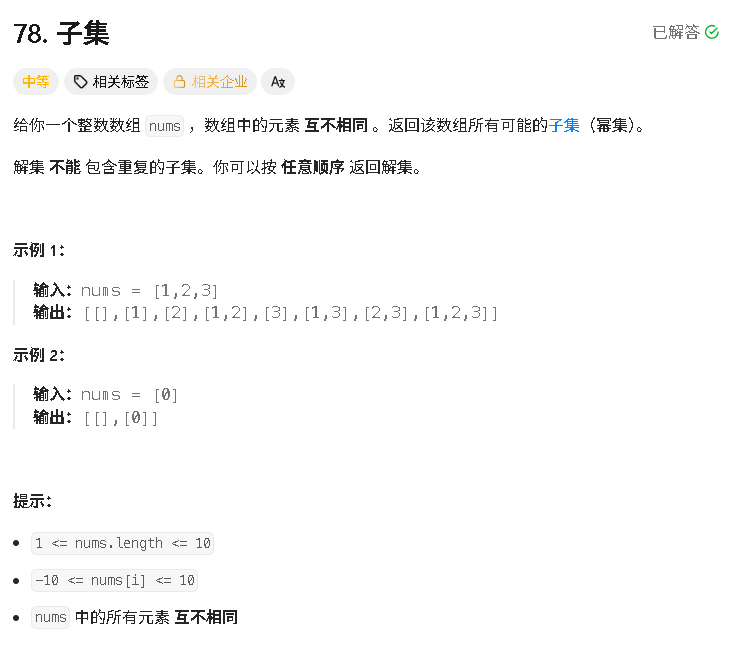 78. 子集
已解答
中等 相关标签 相关企业
给你一个整数数组 nums ，数组中的元素 互不相同 。返回该数组所有可能的子集（幂集）。
解集 不能 包含重复的子集。你可以按 任意顺序 返回解集。
示例 1：
输入：nums = [1,2,3]
输出：[[],[1],[2],[1,2],[3],[1,3],[2,3],[1,2,3]]
示例 2：
输入：nums = [0]
输出：[[],[0]]
提示：
1 <= nums.length <= 10
-10 <= nums[i] <= 10
nums 中的所有元素 互不相同